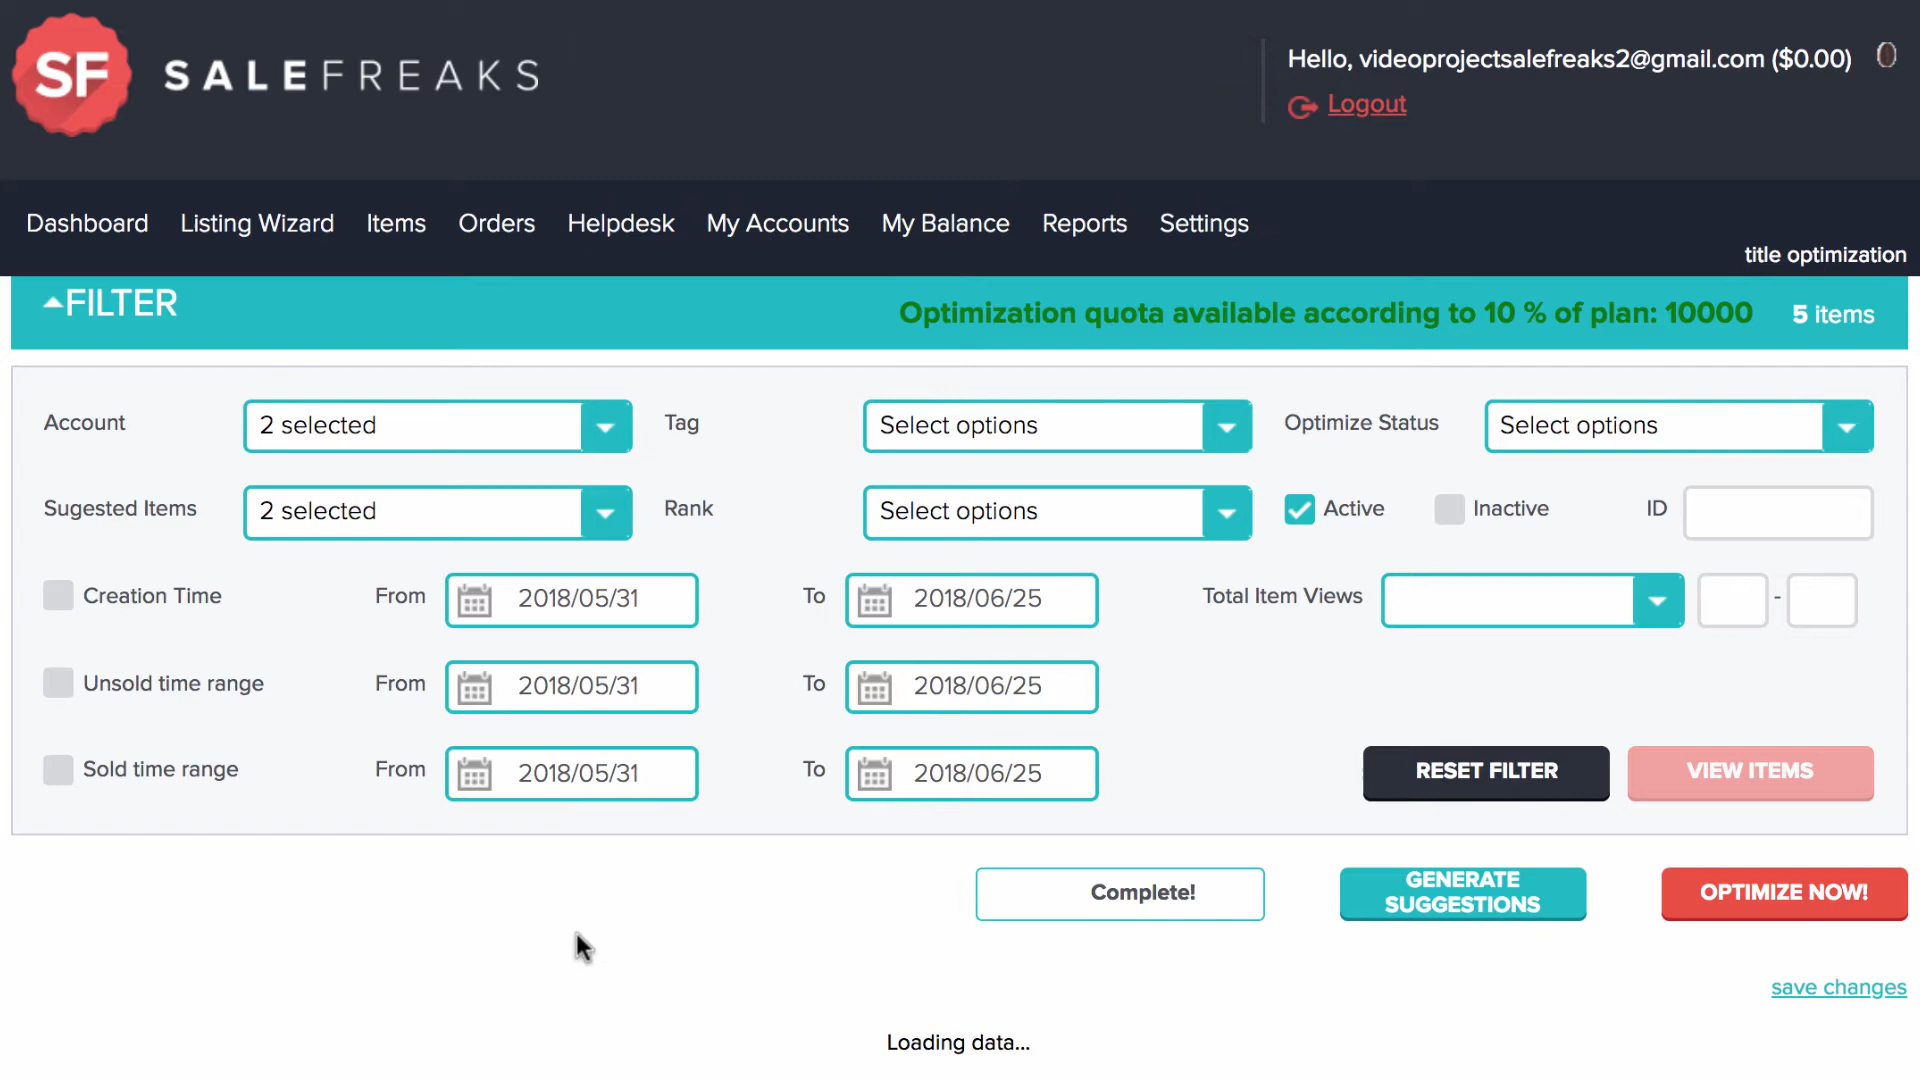 SF SALEFREAKS
Hello, videoprojectsalefreaks2@gmail.com ($0.00)
Logout
Dashboard Listing Wizard Items Orders Helpdesk My Accounts My Balance Reports Settings
title optimization
FILTER Optimization quota available according to 10 % of plan: 10000 5 items
Account 2 selected Tag Select options Optimize Status Select options
Sugested Items 2 selected Rank Select options Active Inactive ID
Creation Time From 2018/05/31 To 2018/06/25 Total Item Views -
Unsold time range From 2018/05/31 To 2018/06/25
Sold time range From 2018/05/31 To 2018/06/25 RESET FILTER VIEW ITEMS
Complete! GENERATE
SUGGESTIONS OPTIMIZE NOW!
save changes
Loading data...